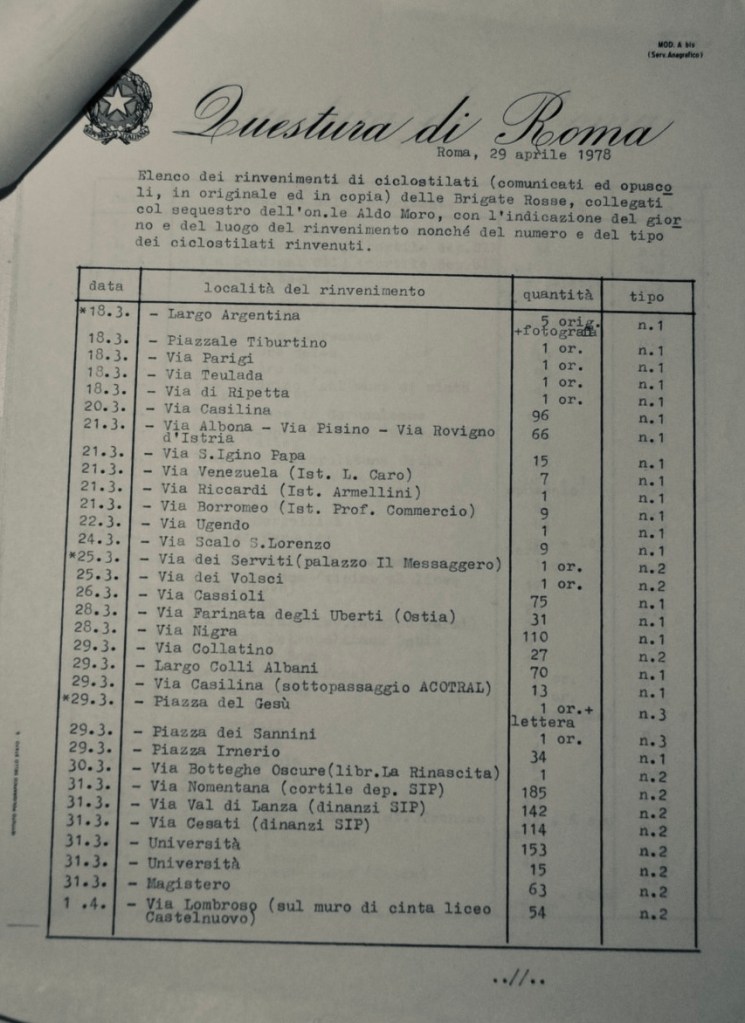 MOD. A bis
(Serv. Anagrafico)
Questura di Roma
Roma, 29 aprile 1978
Elenco dei rinvenimenti di ciclostilati (comunicati ed opusco
li, in originale ed in copia) delle Brigate Rosse, collegati
col sequestro dell'on.le Aldo Moro, con l'indicazione del gior
no e del luogo del rinvenimento nonché del numero e del tipo
dei ciclostilati rinvenuti.
data località del rinvenimento quantità tipo
*18.3. - Largo Argentina 5 orig. n.1
+fotografia
18.3. - Piazzale Tiburtino 1 or. n.1
18.3. - Via Parigi 1 or. n.1
18.3. - Via Teulada 1 or. n.1
18.3. - Via di Ripetta 1 or. n.1
20.3. - Via Casilina 96 n.1
21.3. - Via Albona - Via Pisino - Via Rovigno 66 n.1
d'Istria
21.3. - Via S.Igino Papa 15 n.1
21.3. - Via Venezuela (Ist. L. Caro) 7 n.1
21.3. - Via Riccardi (Ist. Armellini) 1 n.1
21.3. - Via Borromeo (Ist. Prof. Commercio) 9 n.1
22.3. - Via Ugendo 1 n.1
24.3. - Via Scalo S.Lorenzo 9 n.1
*25.3. - Via dei Serviti(palazzo Il Messaggero) 1 or. n.2
25.3. - Via dei Volsci 1 or. n.2
26.3. - Via Cassioli 75 n.1
28.3. - Via Farinata degli Uberti (Ostia) 31 n.1
28.3. - Via Nigra 110 n.1
29.3. - Via Collatino 27 n.2
29.3. - Largo Colli Albani 70 n.1
29.3. - Via Casilina (sottopassaggio ACOTRAL) 13 n.1
*29.3. - Piazza del Gesù 1 or.+ n.3
lettera
29.3. - Piazza dei Sannini 1 or. n.3
29.3. - Piazza Irnerio 34 n.1
30.3. - Via Botteghe Oscure(libr.La Rinascita) 1 n.2
31.3. - Via Nomentana (cortile dep. SIP) 185 n.2
31.3. - Via Val di Lanza (dinanzi SIP) 142 n.2
31.3. - Via Cesati (dinanzi SIP) 114 n.2
31.3. - Università 153 n.2
31.3. - Università 15 n.2
31.3. - Magistero 63 n.2
1 .4. - Via Lombroso (sul muro di cinta liceo 54 n.2
Castelnuovo)
..//..